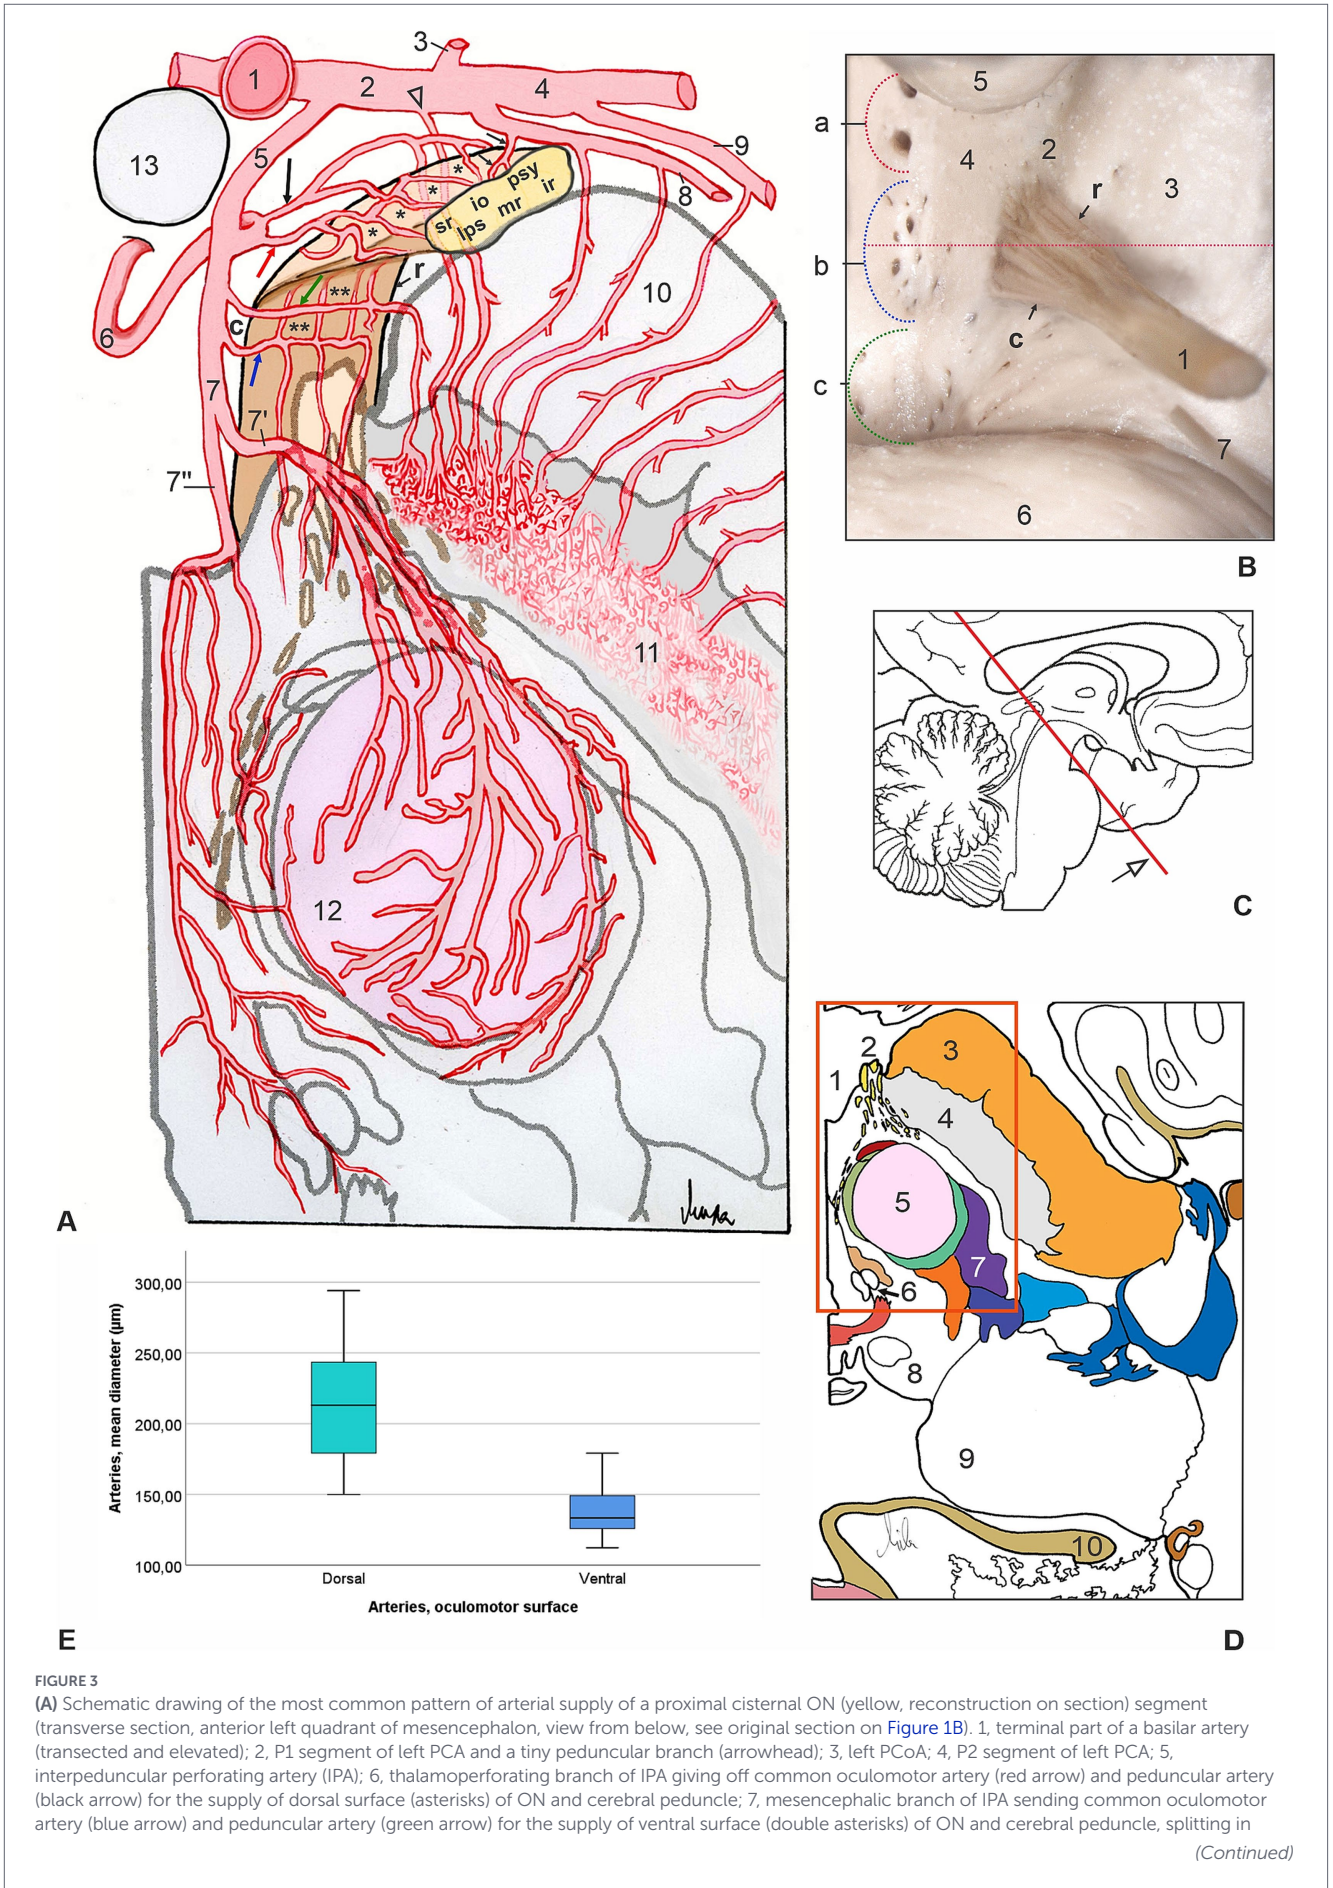 3
1
2
4
5
9
13
8
psy
ir
io
mr
sr
lps
*
*
*
*
r
10
**
**
c
6
7
7'
7"
11
12
A
5
a
2
4
r
3
b
c
1
c
7
6
B
C
2
3
1
4
5
7
6
8
9
10
D
300,00
250,00
200,00
150,00
100,00
Arteries, mean diameter (µm)
Dorsal
Ventral
Arteries, oculomotor surface
E
FIGURE 3
(A) Schematic drawing of the most common pattern of arterial supply of a proximal cisternal ON (yellow, reconstruction on section) segment
(transverse section, anterior left quadrant of mesencephalon, view from below, see original section on Figure 1B). 1, terminal part of a basilar artery
(transected and elevated); 2, P1 segment of left PCA and a tiny peduncular branch (arrowhead); 3, left PCoA; 4, P2 segment of left PCA; 5,
interpeduncular perforating artery (IPA); 6, thalamoperforating branch of IPA giving off common oculomotor artery (red arrow) and peduncular artery
(black arrow) for the supply of dorsal surface (asterisks) of ON and cerebral peduncle; 7, mesencephalic branch of IPA sending common oculomotor
artery (blue arrow) and peduncular artery (green arrow) for the supply of ventral surface (double asterisks) of ON and cerebral peduncle, splitting in
(Continued)